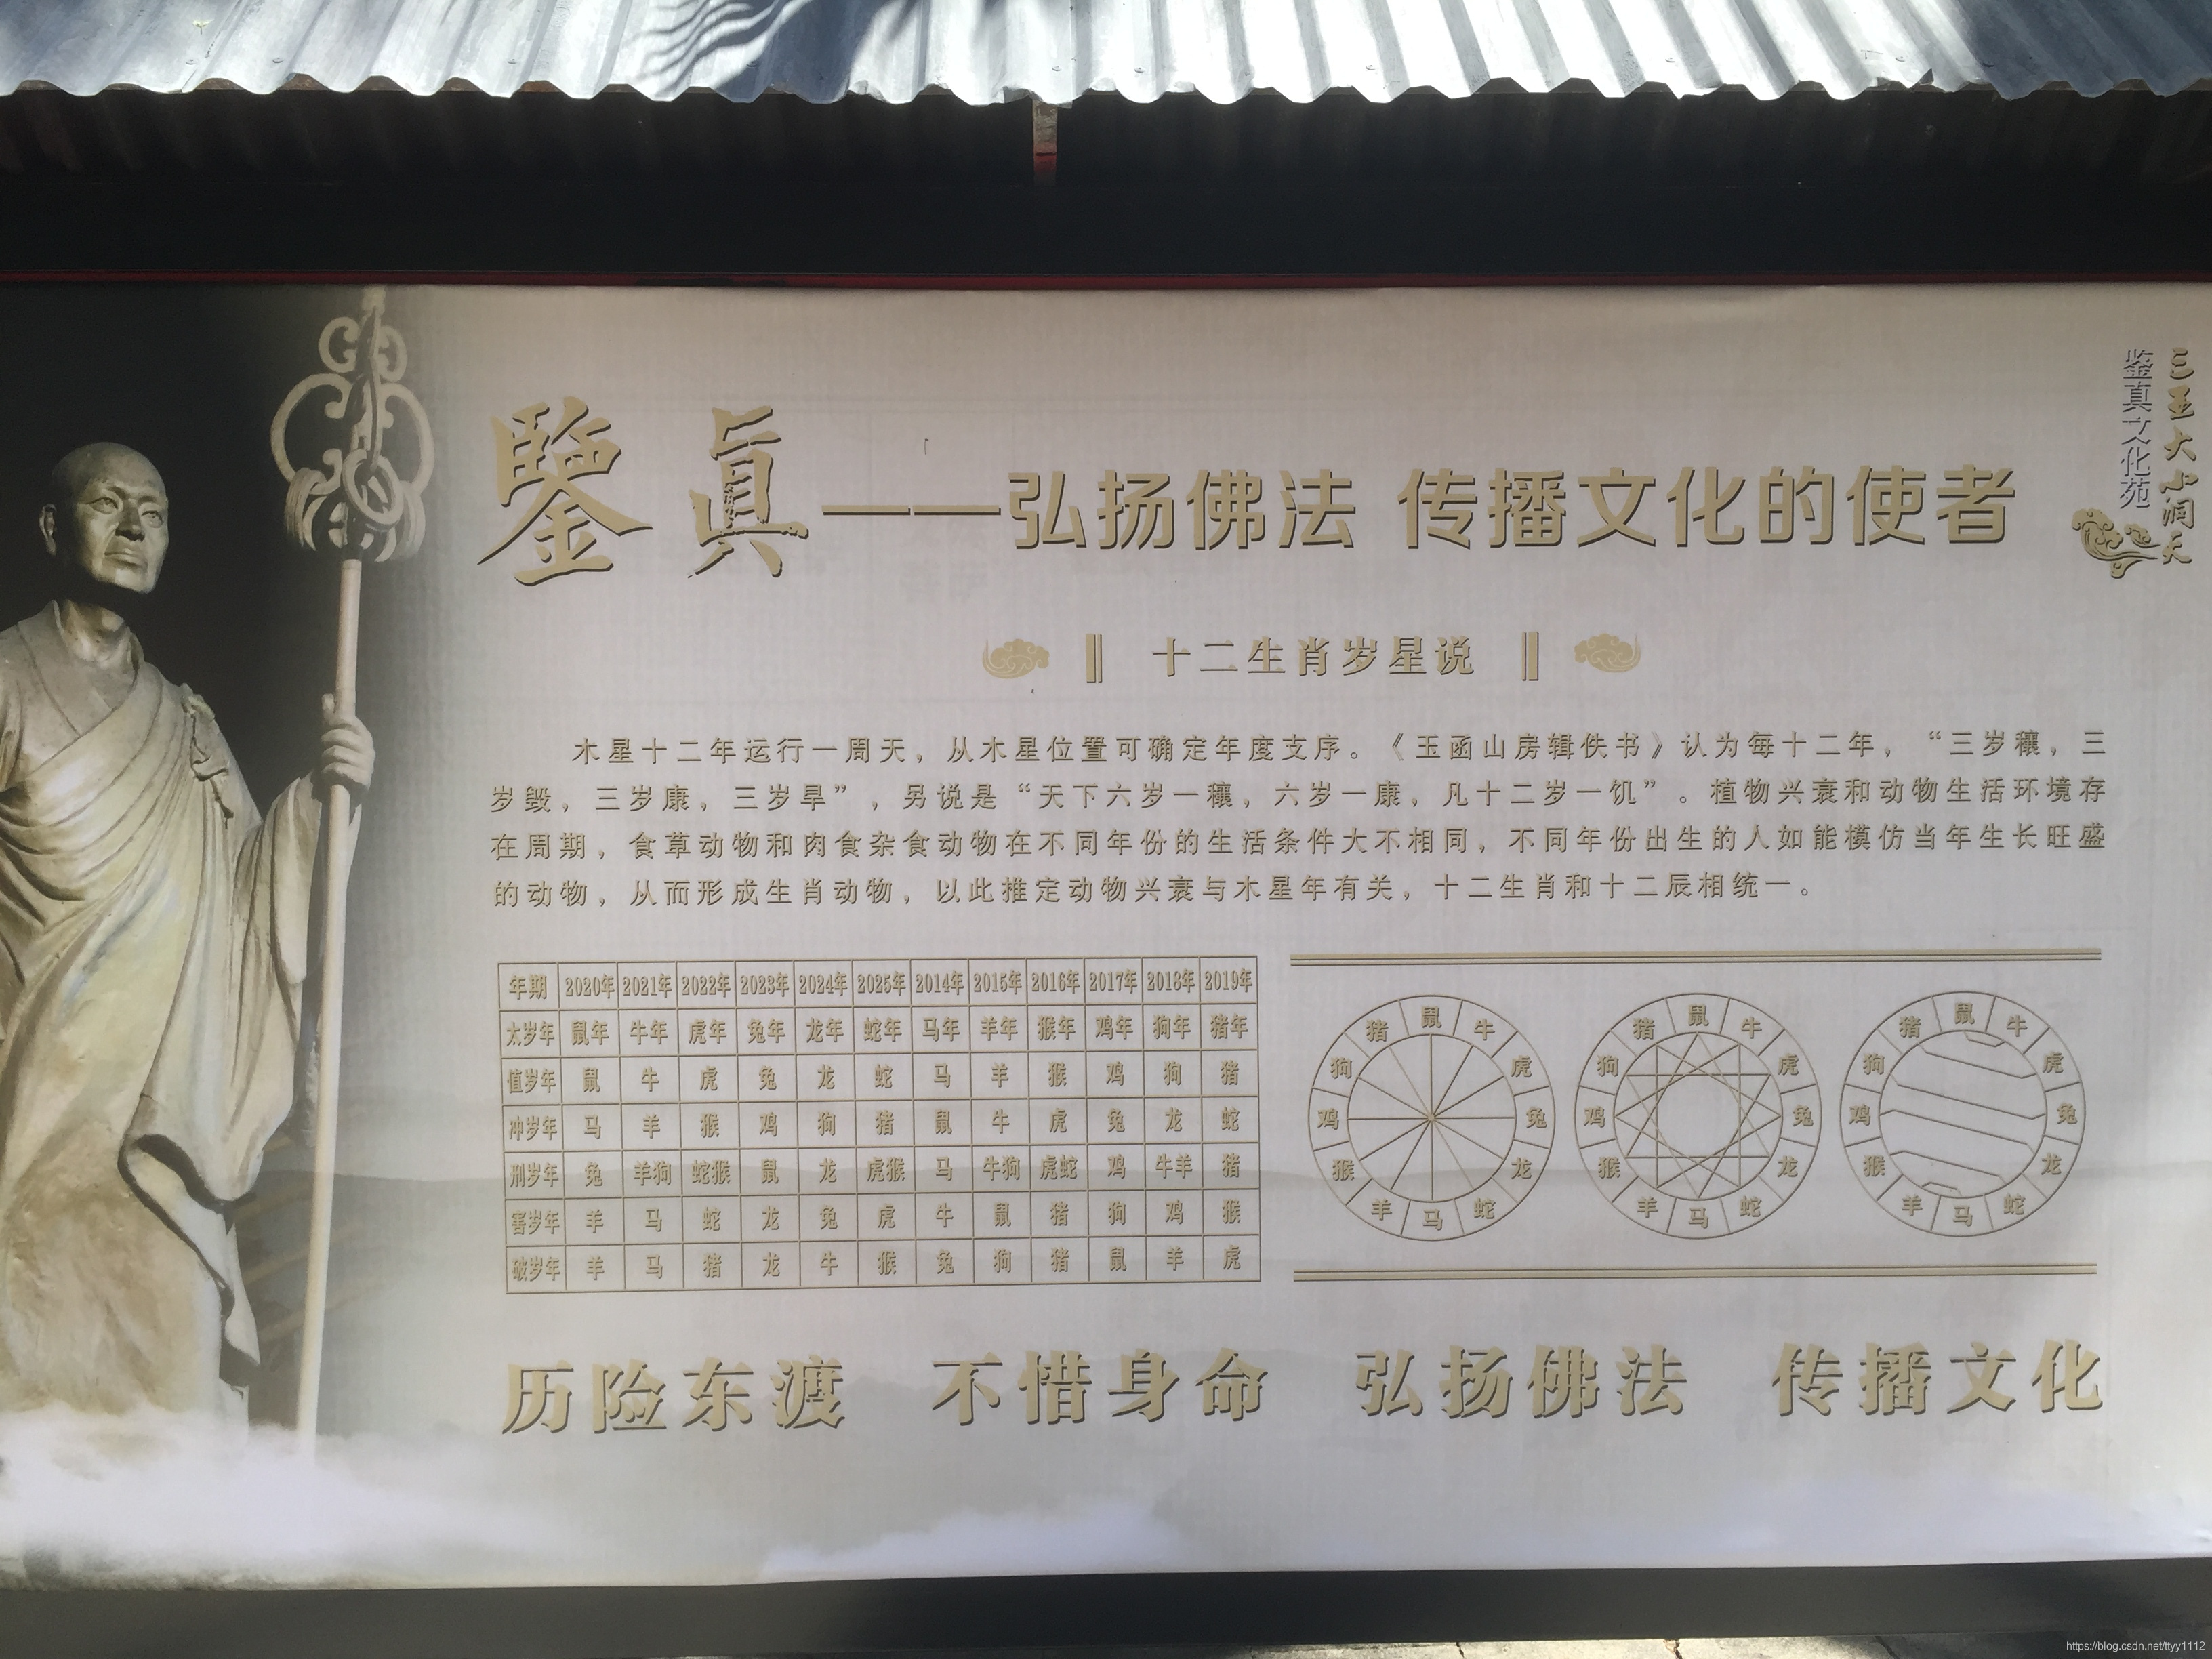 鑒真——弘扬佛法 传播文化的使者
三亚大小洞天
鉴真文化苑
十二生肖岁星说
木星十二年运行一周天，从木星位置可确定年度支序。《玉函山房辑佚书》认为每十二年，“三岁穰，三
岁毁，三岁康，三岁旱”，另说是“天下六岁一穰，六岁一康，凡十二岁一饥”。植物兴衰和动物生活环境存
在周期，食草动物和肉食杂食动物在不同年份的生活条件大不相同，不同年份出生的人如能模仿当年生长旺盛
的动物，从而形成生肖动物，以此推定动物兴衰与木星年有关，十二生肖和十二辰相统一。
年期 2020年 2021年 2022年 2023年 2024年 2025年 2014年 2015年 2016年 2017年 2018年 2019年
太岁年 鼠年 牛年 虎年 兔年 龙年 蛇年 马年 羊年 猴年 鸡年 狗年 猪年
值岁年 鼠 牛 虎 兔 龙 蛇 马 羊 猴 鸡 狗 猪
冲岁年 马 羊 猴 鸡 狗 猪 鼠 牛 虎 兔 龙 蛇
刑岁年 兔 羊狗 蛇猴 鼠 龙 虎猴 马 牛狗 虎蛇 鸡 牛羊 猪
害岁年 羊 马 蛇 龙 兔 虎 牛 鼠 猪 狗 鸡 猴
破岁年 羊 马 猪 龙 牛 猴 兔 狗 猪 鼠 羊 虎
鼠 牛 虎 兔 龙 蛇 马 羊 猴 鸡 狗 猪
鼠 牛 虎 兔 龙 蛇 马 羊 猴 鸡 狗 猪
鼠 牛 虎 兔 龙 蛇 马 羊 猴 鸡 狗 猪
历险东渡 不惜身命 弘扬佛法 传播文化
https://blog.csdn.net/ttyy1112